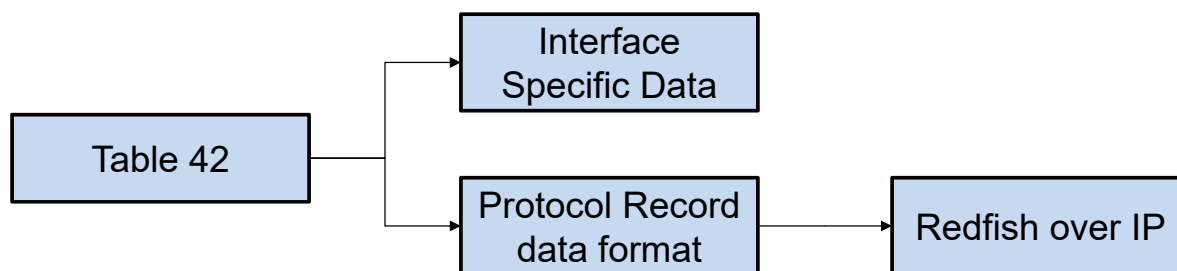 Interface
Specific Data
Table 42
Protocol Record
data format
Redfish over IP